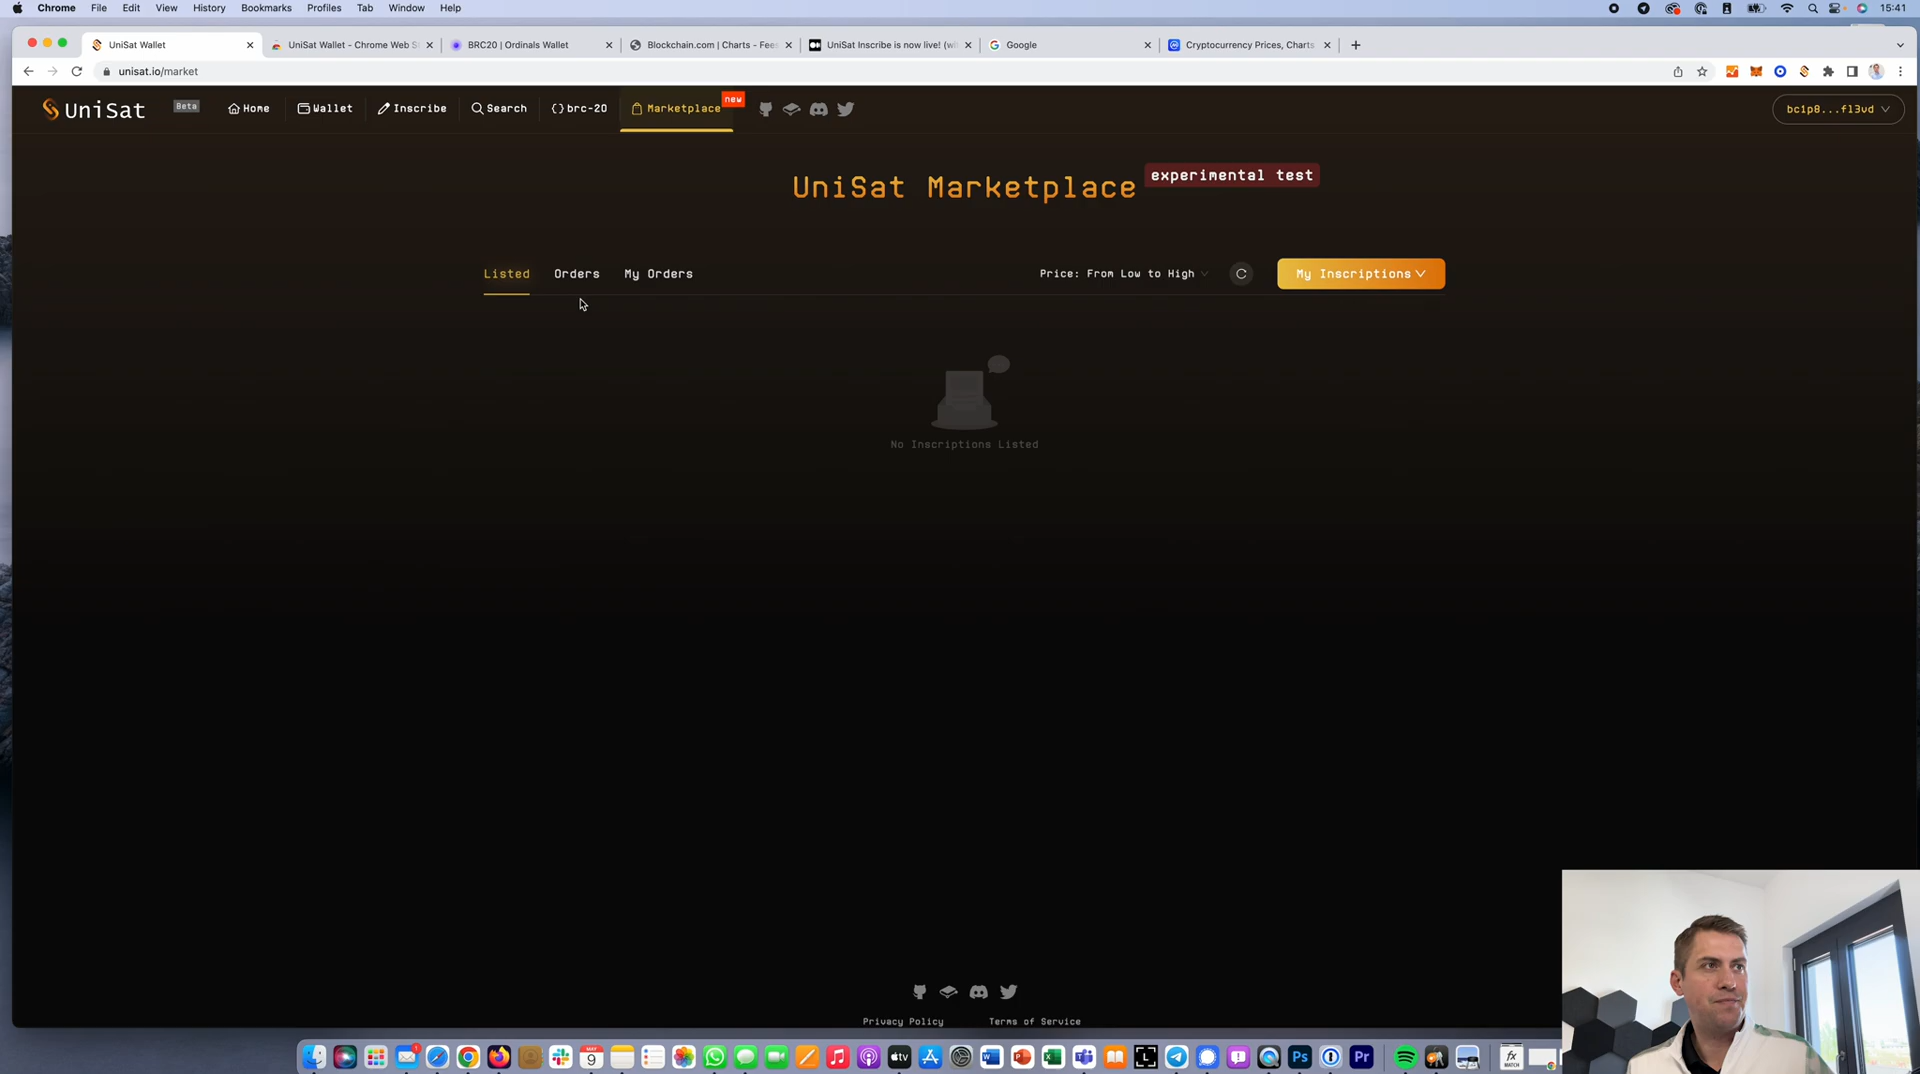 Chrome File Edit View History Bookmarks Profiles Tab Window Help 15:41
UniSat Wallet UniSat Wallet - Chrome Web S BRC20 | Ordinals Wallet Blockchain.com | Charts - Fees UniSat Inscribe is now live! (wi Google Cryptocurrency Prices, Charts
unisat.io/market
UniSat Beta Home Wallet Inscribe Search brc-20 Marketplace new bc1p8...fl3vd
UniSat Marketplace experimental test
Listed Orders My Orders Price: From Low to High My Inscriptions
No Inscriptions Listed
Privacy Policy Terms of Service